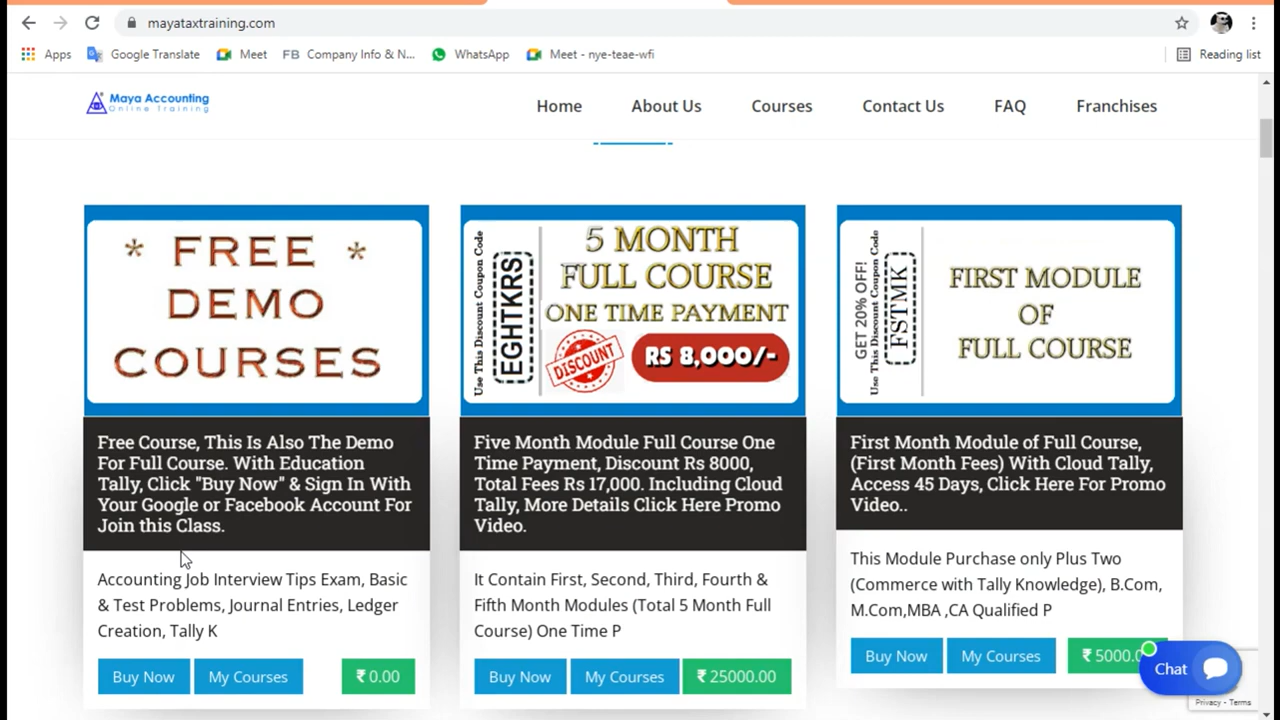 mayataxtraining.com
Apps
Google Translate
Meet
FB Company Info & N...
WhatsApp
Meet - nye-teae-wfi
Reading list
Maya Accounting
Online Training
Home
About Us
Courses
Contact Us
FAQ
Franchises
* FREE *
DEMO
COURSES
Free Course, This Is Also The Demo
For Full Course. With Education
Tally, Click "Buy Now" & Sign In With
Your Google or Facebook Account For
Join this Class.
Accounting Job Interview Tips Exam, Basic
& Test Problems, Journal Entries, Ledger
Creation, Tally K
Buy Now
My Courses
₹ 0.00
Use This Discount Coupon Code
EGHTKRS
5 MONTH
FULL COURSE
ONE TIME PAYMENT
DISCOUNT
RS 8,000/-
Five Month Module Full Course One
Time Payment, Discount Rs 8000,
Total Fees Rs 17,000. Including Cloud
Tally, More Details Click Here Promo
Video.
It Contain First, Second, Third, Fourth &
Fifth Month Modules (Total 5 Month Full
Course) One Time P
Buy Now
My Courses
₹ 25000.00
GET 20% OFF!
Use This Discount Coupon Code
FSTMK
FIRST MODULE
OF
FULL COURSE
First Month Module of Full Course,
(First Month Fees) With Cloud Tally,
Access 45 Days, Click Here For Promo
Video..
This Module Purchase only Plus Two
(Commerce with Tally Knowledge), B.Com,
M.Com,MBA ,CA Qualified P
Buy Now
My Courses
₹ 5000.0
Chat
Privacy - Terms